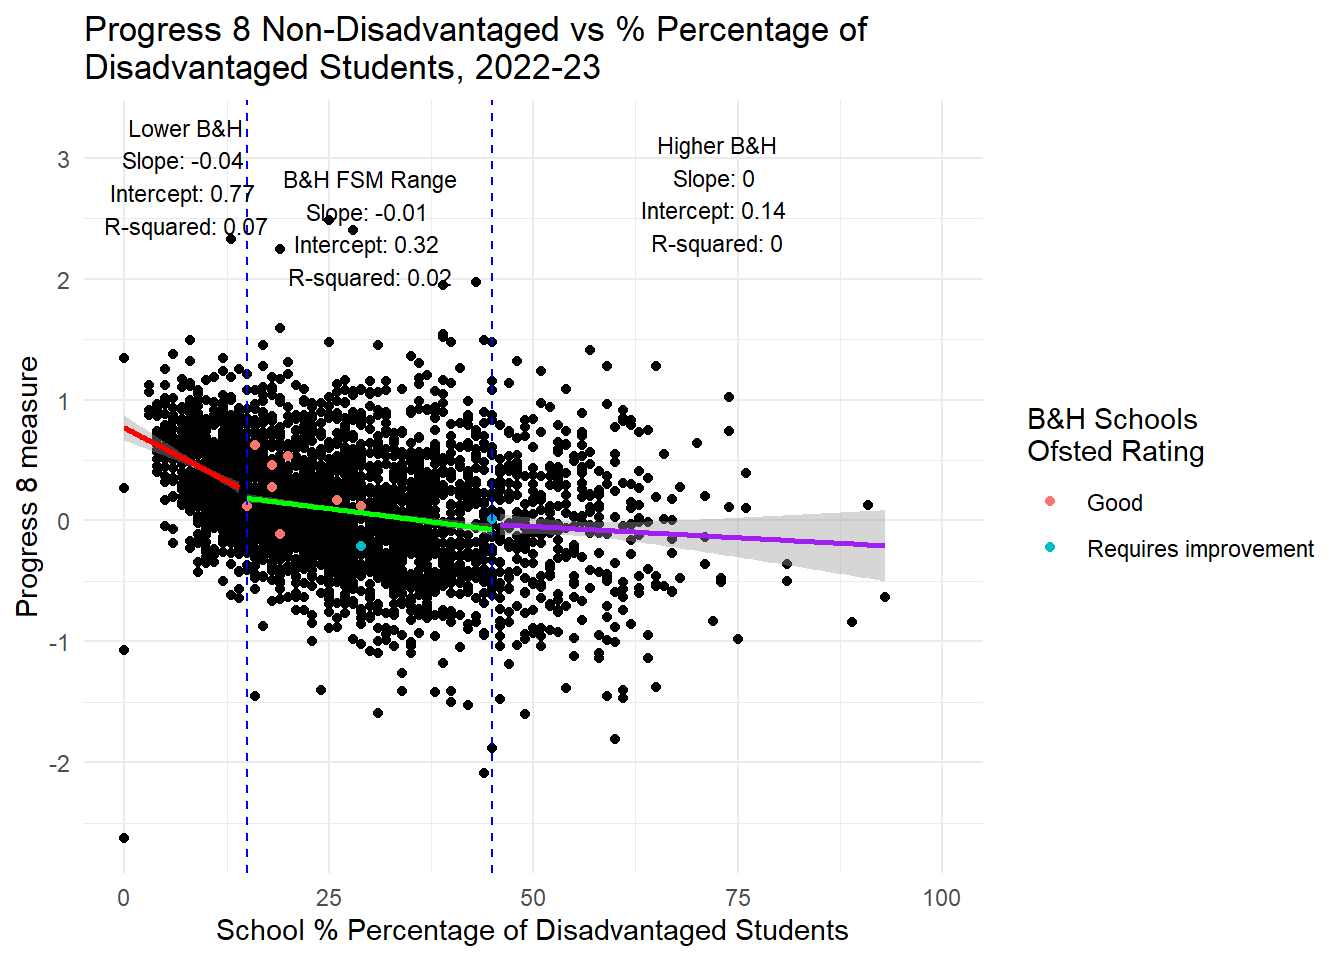 Progress 8 Non-Disadvantaged vs % Percentage of
Disadvantaged Students, 2022-23
Lower B&H
Slope: -0.04
Intercept: 0.77
R-squared: 0.07
B&H FSM Range
Slope: -0.01
Intercept: 0.32
R-squared: 0.02
Higher B&H
Slope: 0
Intercept: 0.14
R-squared: 0
Progress 8 measure
3
2
1
0
-1
-2
0
25
50
75
100
School % Percentage of Disadvantaged Students
B&H Schools
Ofsted Rating
Good
Requires improvement